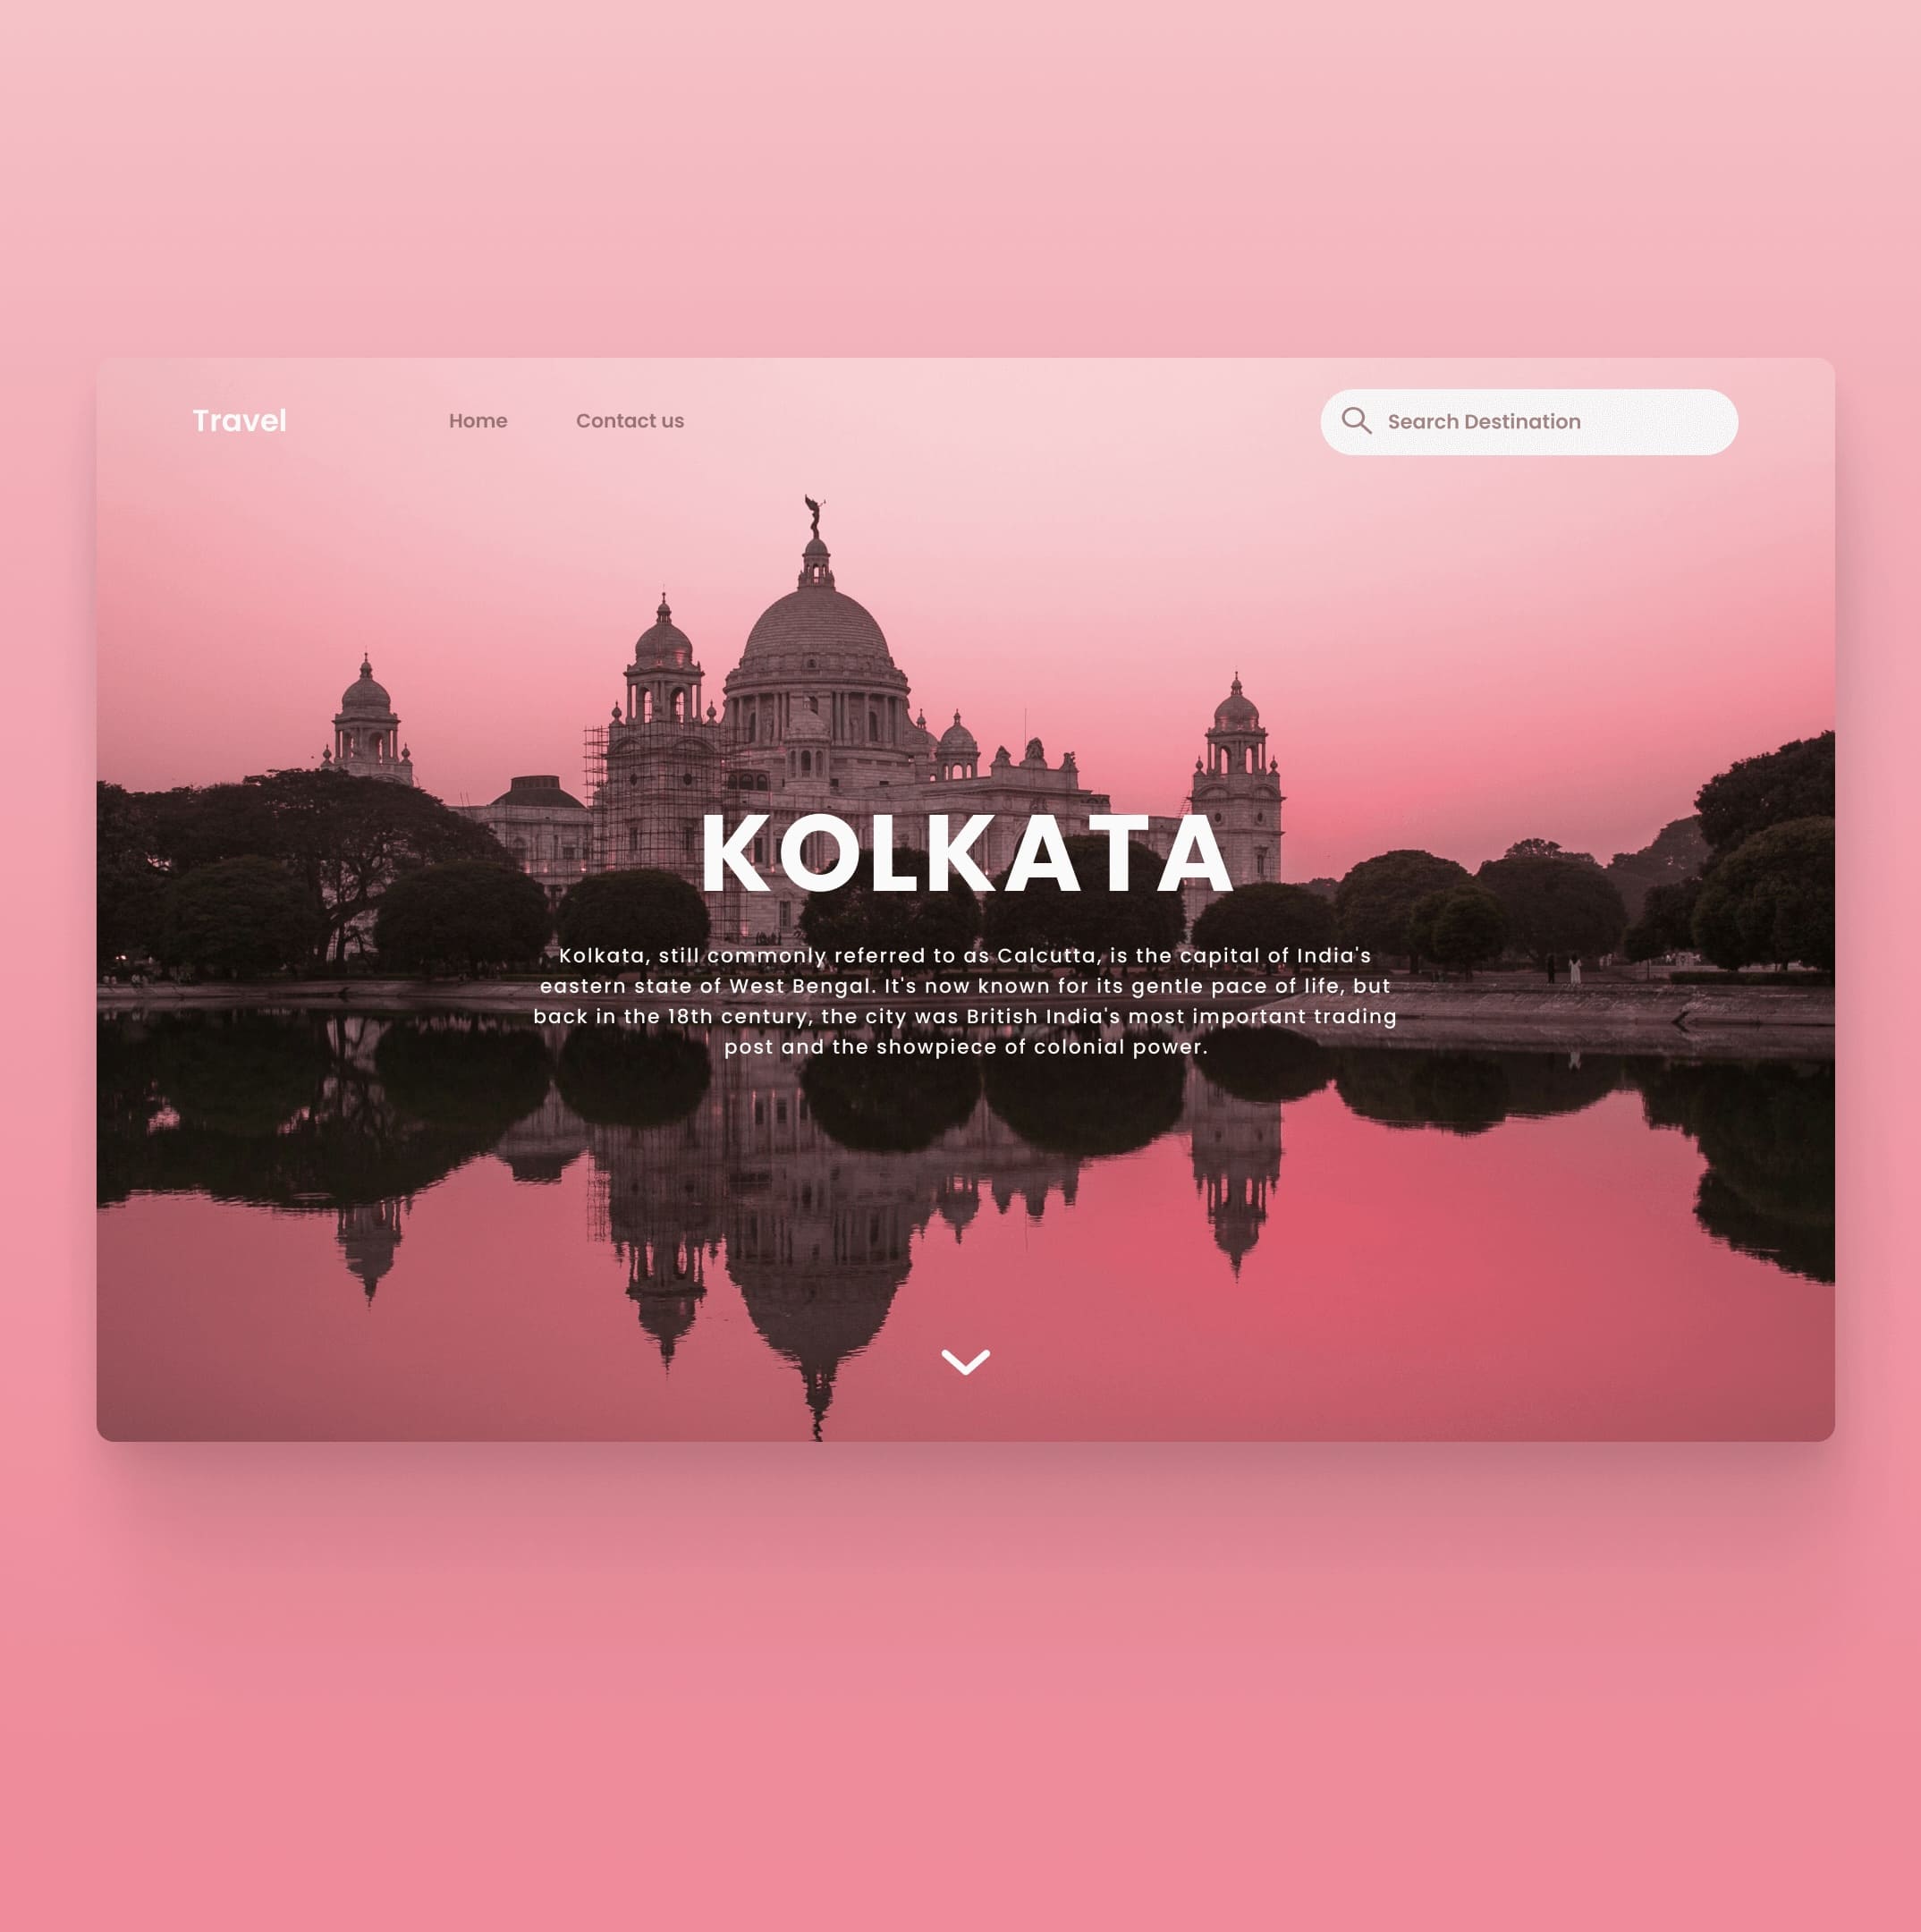 Travel
Home
Contact us
Search Destination
KOLKATA
Kolkata, still commonly referred to as Calcutta, is the capital of India's
eastern state of West Bengal. It's now known for its gentle pace of life, but
back in the 18th century, the city was British India's most important trading
post and the showpiece of colonial power.